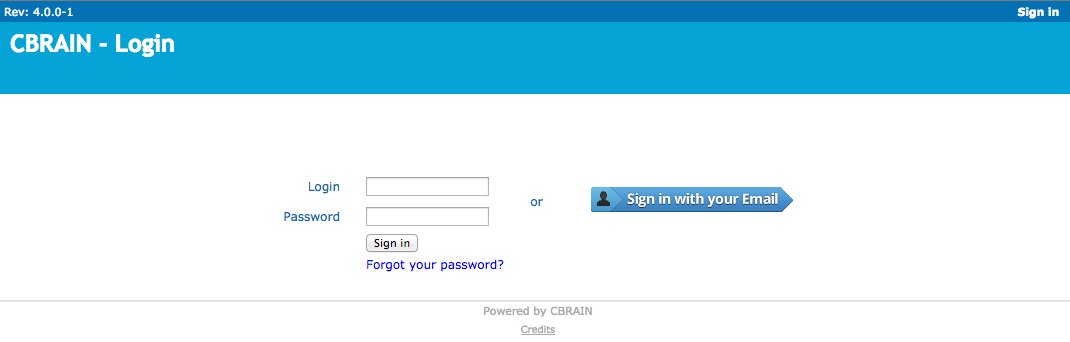 Rev: 4.0.0-1
Sign in
CBRAIN - Login
Login
Password
or
Sign in with your Email
Sign in
Forgot your password?
Powered by CBRAIN
Credits